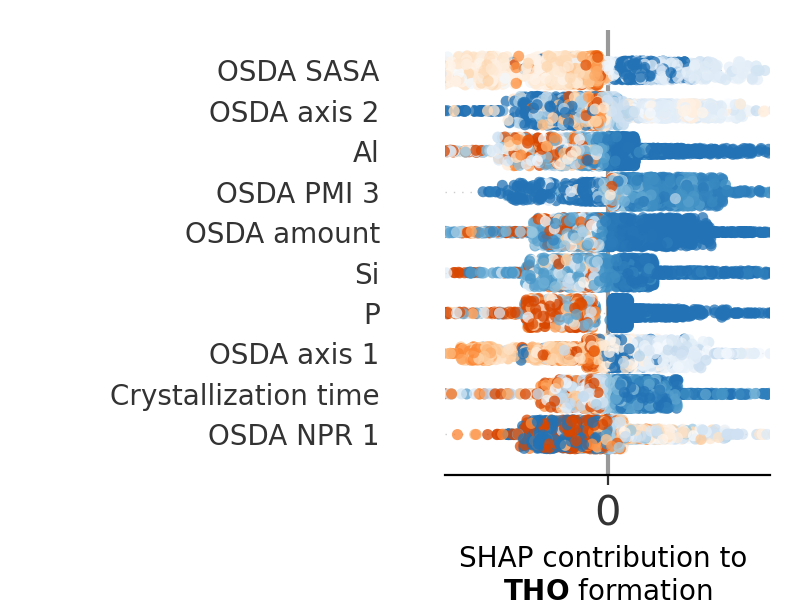 OSDA SASA
OSDA axis 2
Al
OSDA PMI 3
OSDA amount
Si
P
OSDA axis 1
Crystallization time
OSDA NPR 1
0
SHAP contribution to
THO formation